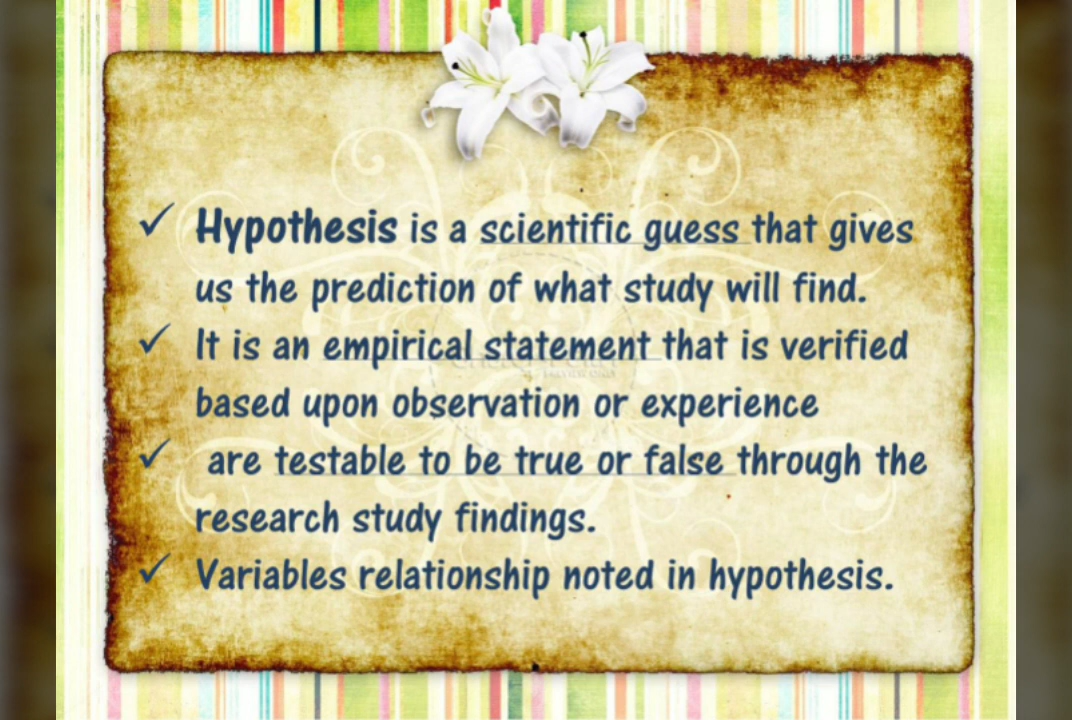 ✓ Hypothesis is a scientific guess that gives
us the prediction of what study will find.
✓ It is an empirical statement that is verified
based upon observation or experience
✓ are testable to be true or false through the
research study findings.
✓ Variables relationship noted in hypothesis.